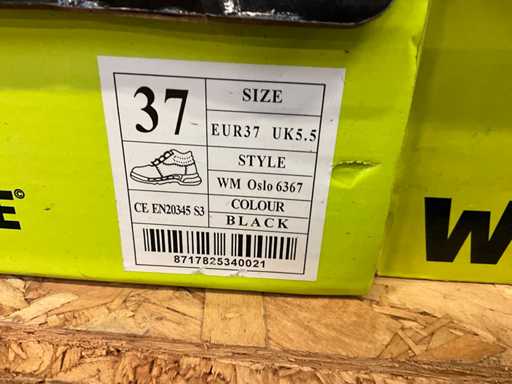 37
SIZE
EUR37 UK5.5
STYLE
WM Oslo 6367
COLOUR
BLACK
CE EN20345 S3
8717825340021
E©
W